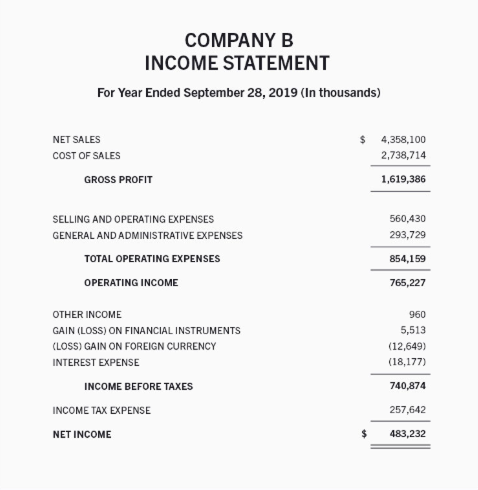 COMPANY B
INCOME STATEMENT
For Year Ended September 28, 2019 (In thousands)
NET SALES $ 4,358,100
COST OF SALES 2,738,714
GROSS PROFIT 1,619,386
SELLING AND OPERATING EXPENSES 560,430
GENERAL AND ADMINISTRATIVE EXPENSES 293,729
TOTAL OPERATING EXPENSES 854,159
OPERATING INCOME 765,227
OTHER INCOME 960
GAIN (LOSS) ON FINANCIAL INSTRUMENTS 5,513
(LOSS) GAIN ON FOREIGN CURRENCY (12,649)
INTEREST EXPENSE (18,177)
INCOME BEFORE TAXES 740,874
INCOME TAX EXPENSE 257,642
NET INCOME $ 483,232